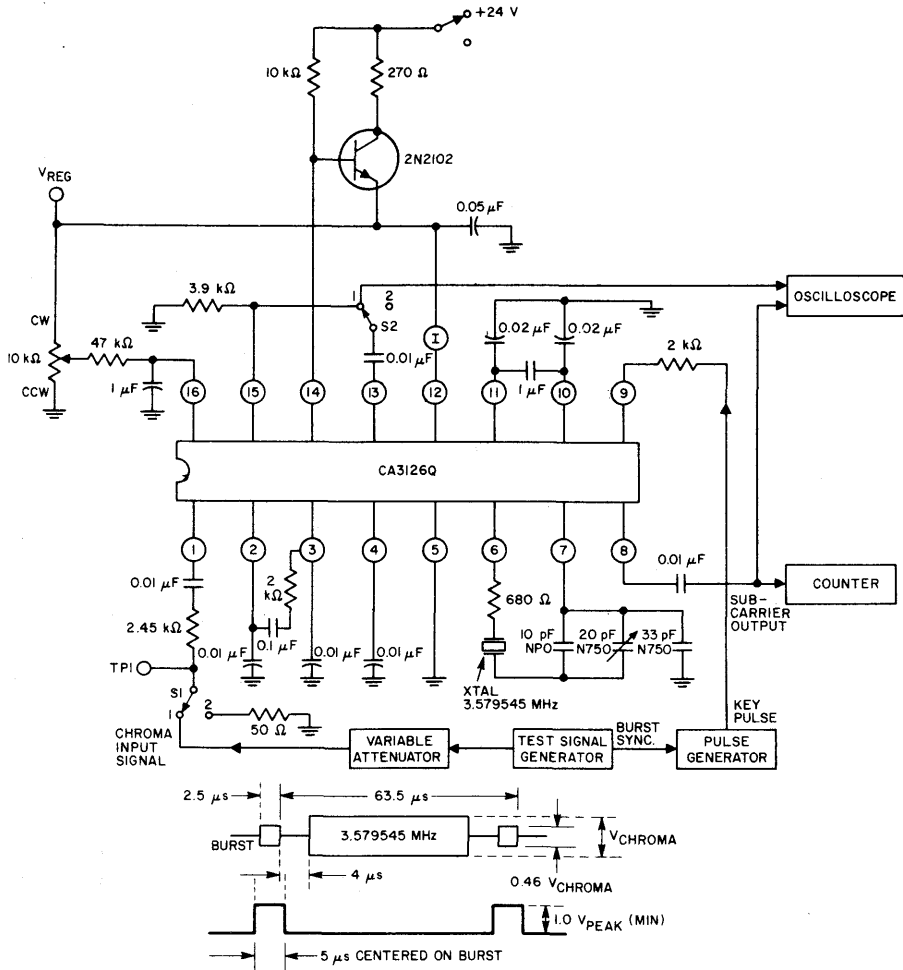 +24 V
10 kΩ
270 Ω
2N2102
VREG
0.05 µF
3.9 kΩ
1
2
S2
OSCILLOSCOPE
CW
10 kΩ
CCW
47 kΩ
1 µF
0.01 µF
I
0.02 µF
0.02 µF
1 µF
2 kΩ
16
15
14
13
12
11
10
9
CA3126Q
1
2
3
4
5
6
7
8
0.01 µF
2.45 kΩ
2 kΩ
0.1 µF
0.01 µF
0.01 µF
0.01 µF
680 Ω
XTAL
3.579545 MHz
10 pF
NPO
20 pF
N750
33 pF
N750
0.01 µF
COUNTER
SUB-
CARRIER
OUTPUT
TP1
S1
1
2
50 Ω
CHROMA
INPUT
SIGNAL
VARIABLE
ATTENUATOR
TEST SIGNAL
GENERATOR
BURST
SYNC.
KEY
PULSE
PULSE
GENERATOR
2.5 µs
63.5 µs
BURST
3.579545 MHz
VCHROMA
4 µs
0.46 VCHROMA
1.0 VPEAK (MIN)
5 µs CENTERED ON BURST